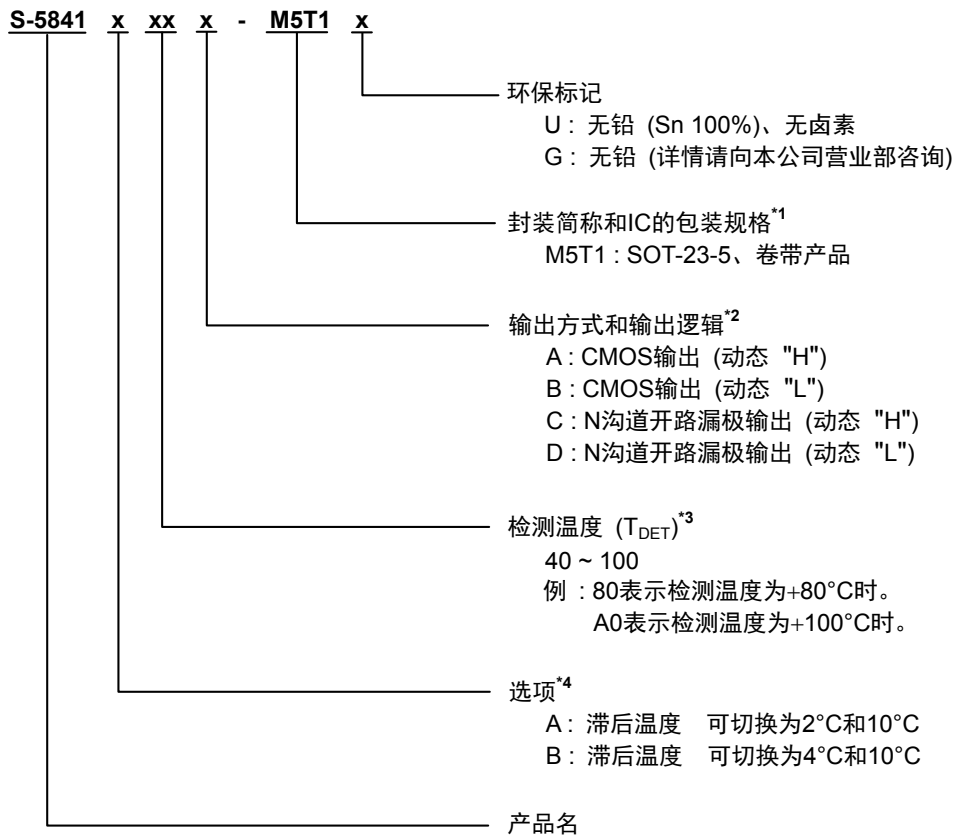 S-5841 x xx x - M5T1 x
环保标记
U : 无铅 (Sn 100%)、无卤素
G : 无铅 (详情请向本公司营业部咨询)
封装简称和IC的包装规格*1
M5T1 : SOT-23-5、卷带产品
输出方式和输出逻辑*2
A : CMOS输出 (动态 "H")
B : CMOS输出 (动态 "L")
C : N沟道开路漏极输出 (动态 "H")
D : N沟道开路漏极输出 (动态 "L")
检测温度 (TDET)*3
40 ~ 100
例 : 80表示检测温度为+80°C时。
A0表示检测温度为+100°C时。
选项*4
A : 滞后温度 可切换为2°C和10°C
B : 滞后温度 可切换为4°C和10°C
产品名